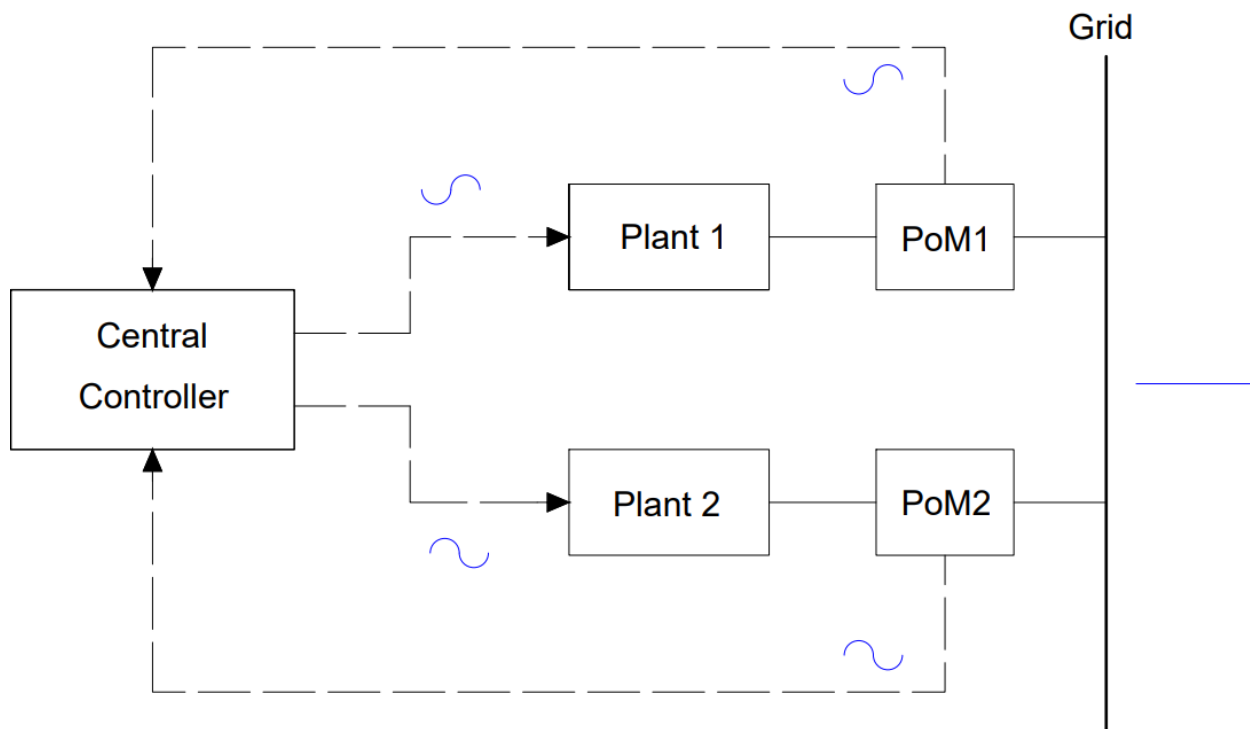 Grid
Plant 1
PoM1
Central
Controller
Plant 2
PoM2